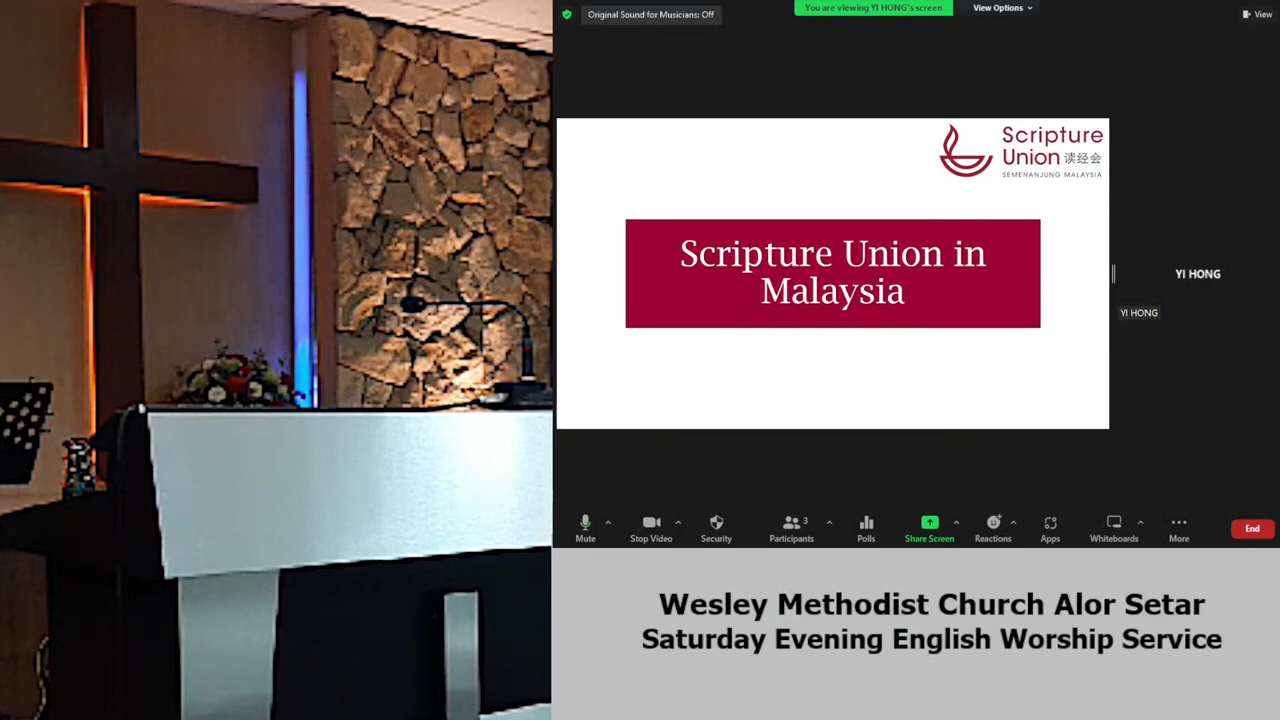 Original Sound for Musicians: Off
You are viewing YI HONG's screen
View Options
View
Scripture
Union 读经会
SEMENANJUNG MALAYSIA
Scripture Union in
Malaysia
YI HONG
YI HONG
Mute
Stop Video
Security
3
Participants
Polls
Share Screen
Reactions
Apps
Whiteboards
More
End
Wesley Methodist Church Alor Setar
Saturday Evening English Worship Service